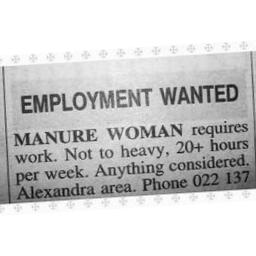 EMPLOYMENT WANTED
MANURE WOMAN requires
work. Not to heavy, 20+ hours
per week. Anything considered.
Alexandra area. Phone 022 137